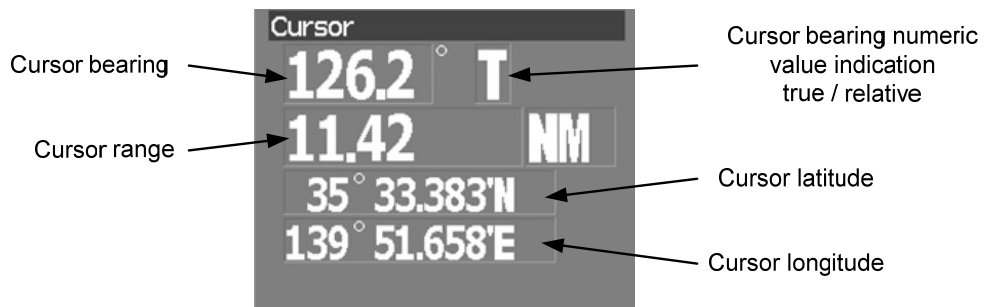 Cursor
Cursor bearing
126.2° T
Cursor bearing numeric
value indication
true / relative
Cursor range
11.42 NM
35° 33.383'N
Cursor latitude
139° 51.658'E
Cursor longitude